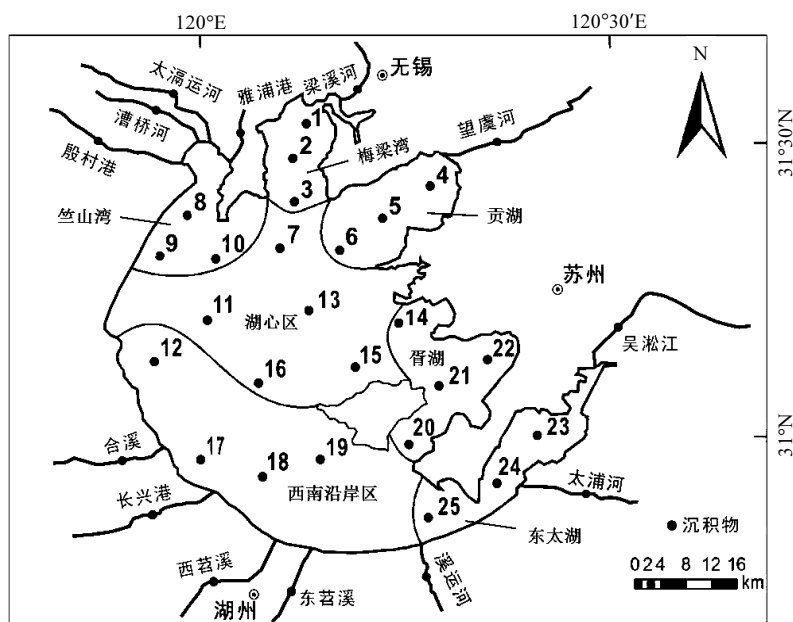 120°E
120°30′E
N
太滆运河
雅浦港
梁溪河
无锡
漕桥河
殷村港
望虞河
31°30′N
1
2
梅梁湾
3
4
5
贡湖
6
7
竺山湾
8
9
10
苏州
11
湖心区
13
14
吴淞江
12
胥湖
22
15
16
21
20
23
31°N
合溪
17
18
19
24
太浦河
长兴港
西南沿岸区
25
东太湖
沉积物
西苕溪
湖州
东苕溪
溪运河
0 2 4 8 12 16
km